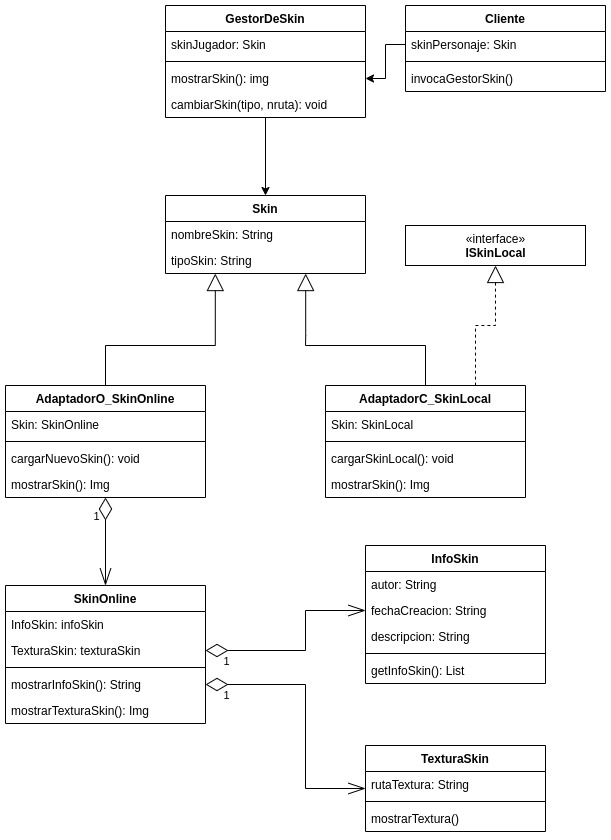 GestorDeSkin
skinJugador: Skin
mostrarSkin(): img
cambiarSkin(tipo, nruta): void
Cliente
skinPersonaje: Skin
invocaGestorSkin()
Skin
nombreSkin: String
tipoSkin: String
«interface»
ISkinLocal
AdaptadorO_SkinOnline
Skin: SkinOnline
cargarNuevoSkin(): void
mostrarSkin(): Img
1
AdaptadorC_SkinLocal
Skin: SkinLocal
cargarSkinLocal(): void
mostrarSkin(): Img
SkinOnline
InfoSkin: infoSkin
TexturaSkin: texturaSkin
mostrarInfoSkin(): String
mostrarTexturaSkin(): Img
1
1
InfoSkin
autor: String
fechaCreacion: String
descripcion: String
getInfoSkin(): List
TexturaSkin
rutaTextura: String
mostrarTextura()